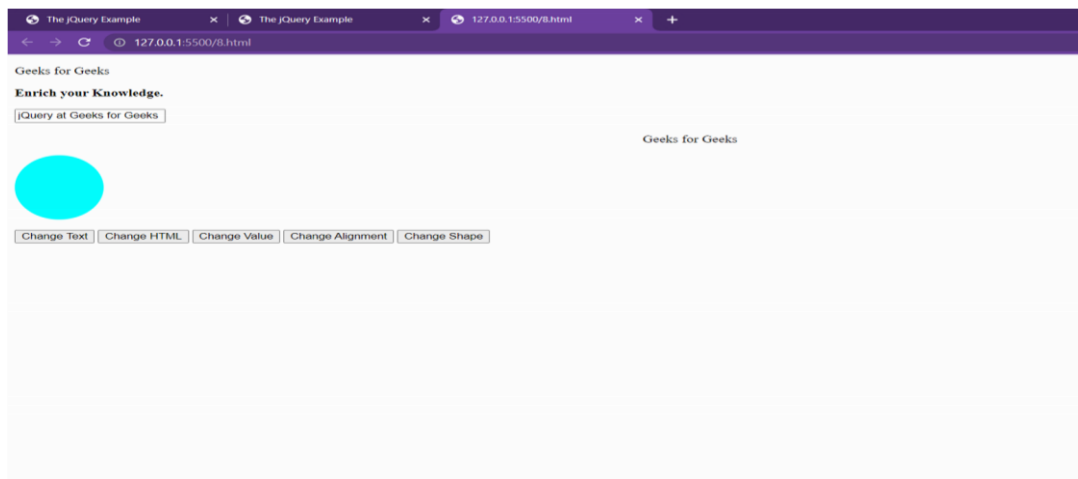 The jQuery Example
The jQuery Example
127.0.0.1:5500/8.html
127.0.0.1:5500/8.html
Geeks for Geeks
Enrich your Knowledge.
jQuery at Geeks for Geeks
Geeks for Geeks
Change Text Change HTML Change Value Change Alignment Change Shape